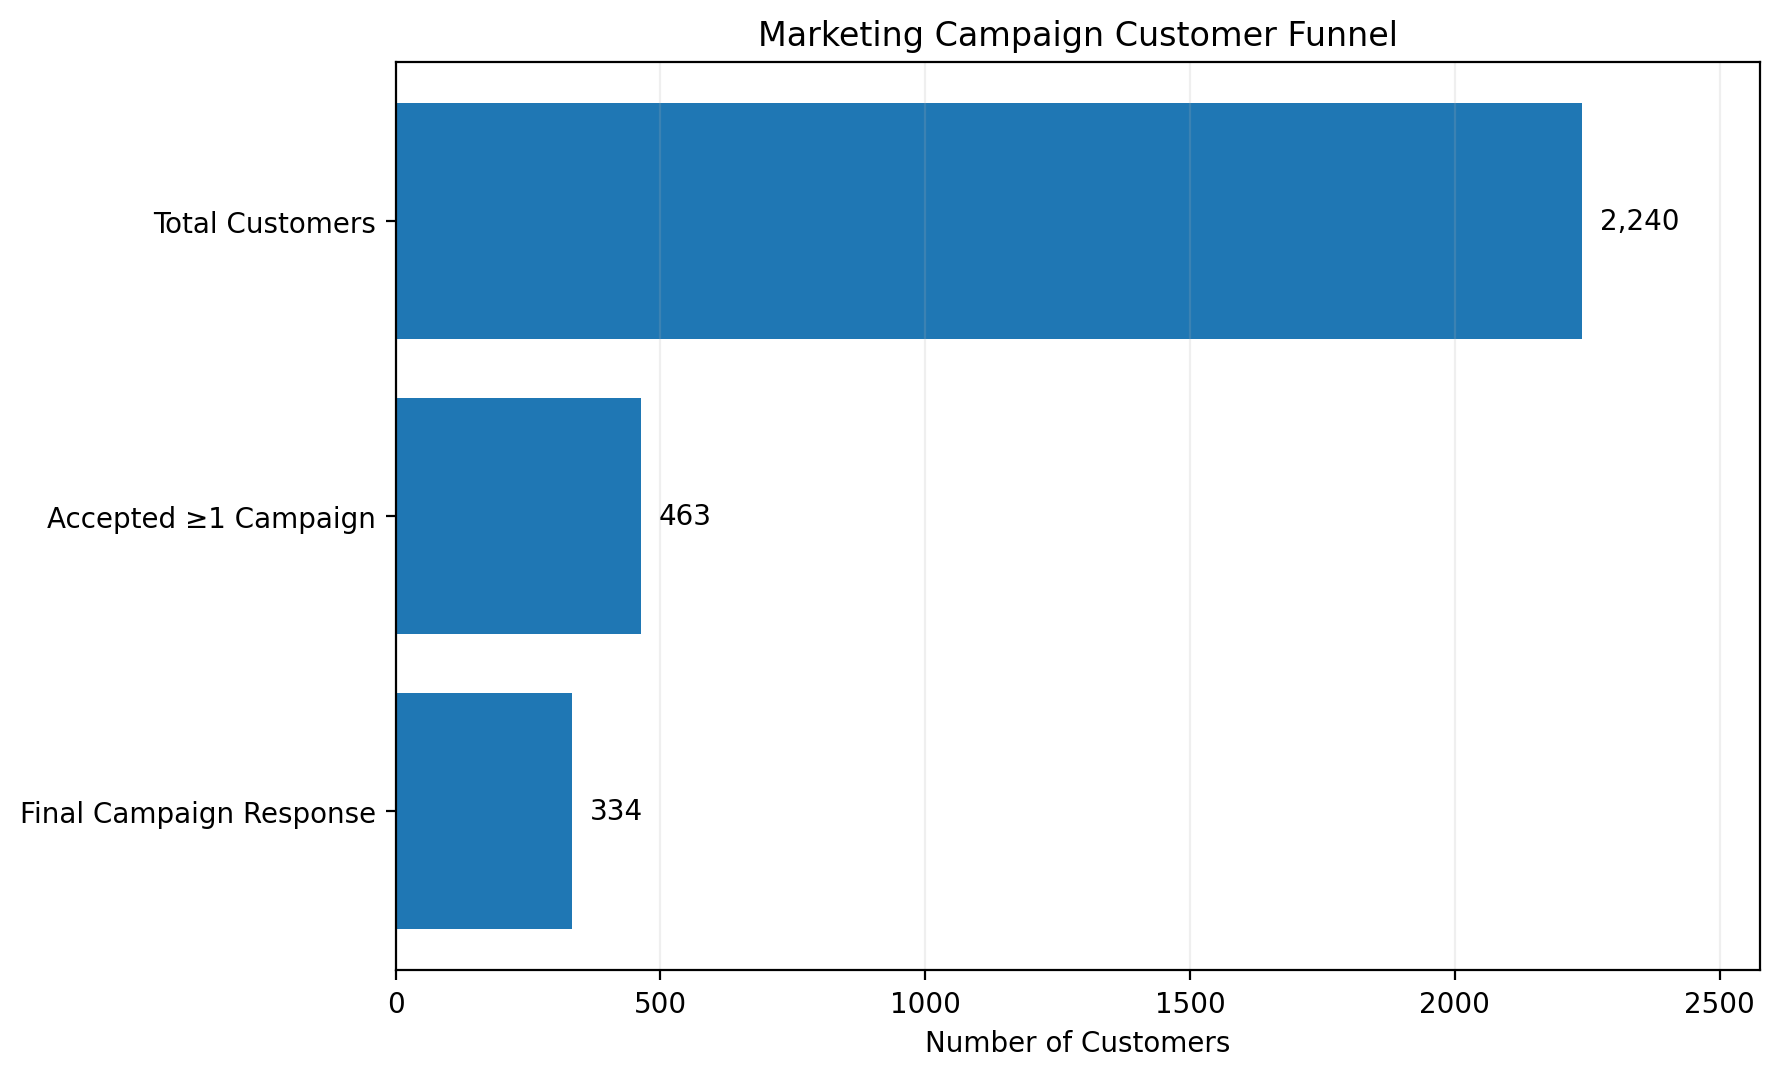 Marketing Campaign Customer Funnel
Total Customers
2,240
Accepted ≥1 Campaign
463
Final Campaign Response
334
0 500 1000 1500 2000 2500
Number of Customers